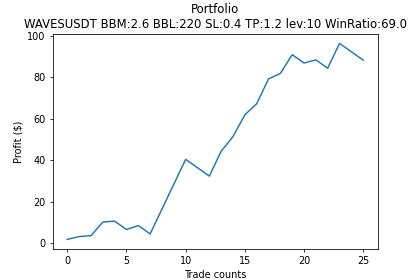 Portfolio
WAVESUSDT BBM:2.6 BBL:220 SL:0.4 TP:1.2 lev:10 WinRatio:69.0
100
80
60
40
20
0
Profit ($)
0 5 10 15 20 25
Trade counts